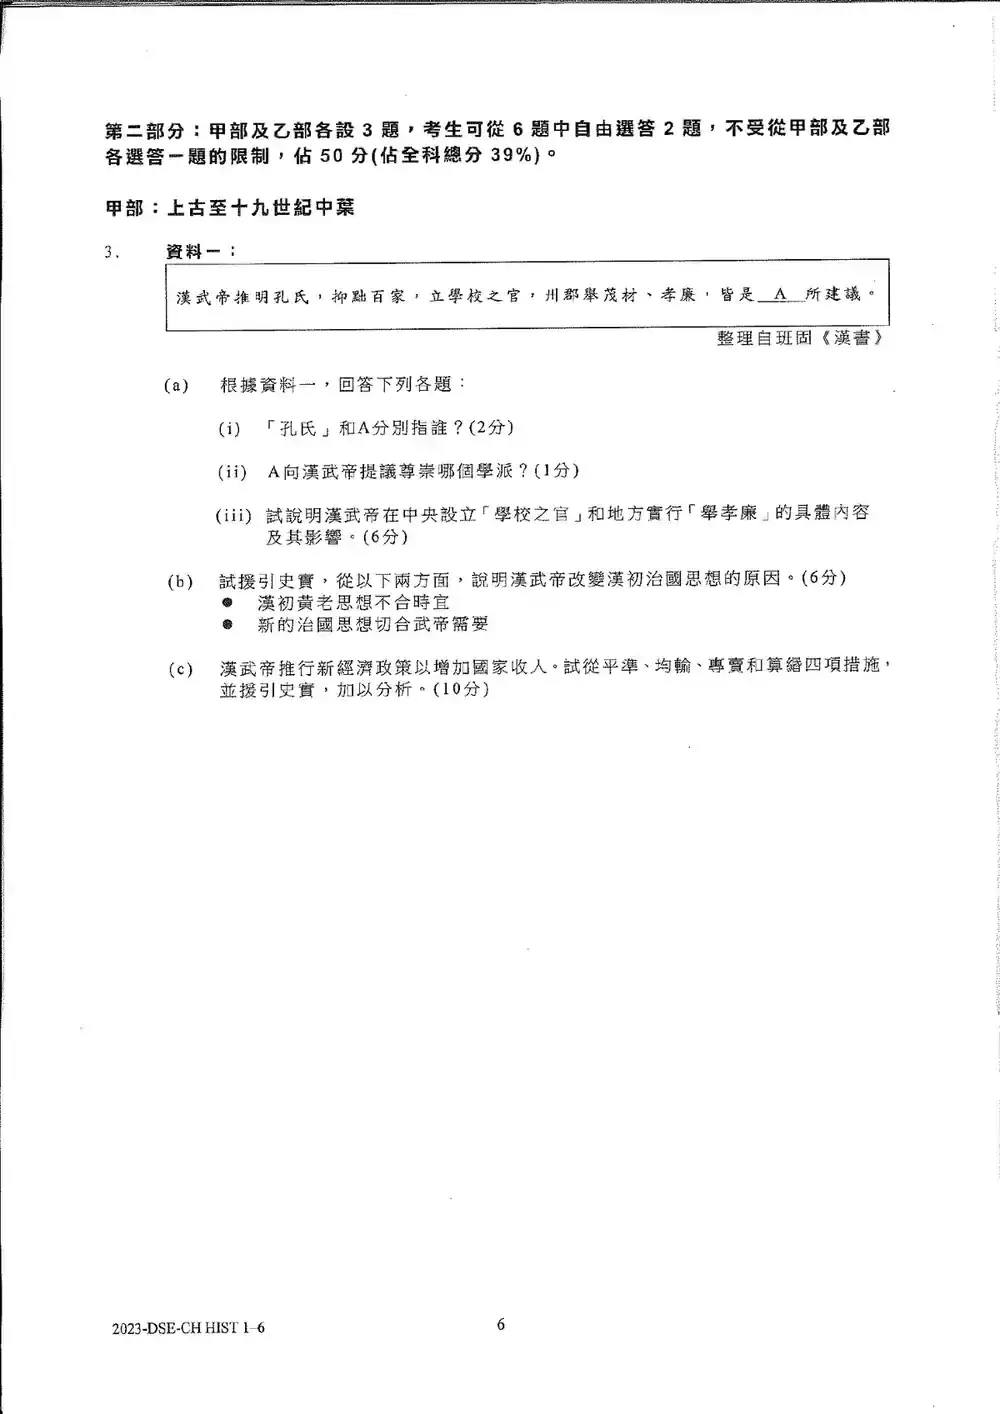 第二部分：甲部及乙部各設 3 題，考生可從 6 題中自由選答 2 題，不受從甲部及乙部
各選答一題的限制，佔 50 分(佔全科總分 39%)。
甲部：上古至十九世紀中葉
3. 資料一：
漢武帝推明孔氏，抑黜百家，立學校之官，州郡舉茂材、孝廉，皆是 A 所建議。
整理自班固《漢書》
(a) 根據資料一，回答下列各題：
(i) 「孔氏」和A分別指誰？(2分)
(ii) A向漢武帝提議尊崇哪個學派？(1分)
(iii) 試說明漢武帝在中央設立「學校之官」和地方實行「舉孝廉」的具體內容
及其影響。(6分)
(b) 試援引史實，從以下兩方面，說明漢武帝改變漢初治國思想的原因。(6分)
● 漢初黃老思想不合時宜
● 新的治國思想切合武帝需要
(c) 漢武帝推行新經濟政策以增加國家收入。試從平準、均輸、專賣和算緡四項措施，
並援引史實，加以分析。(10分)
2023-DSE-CH HIST 1–6
6